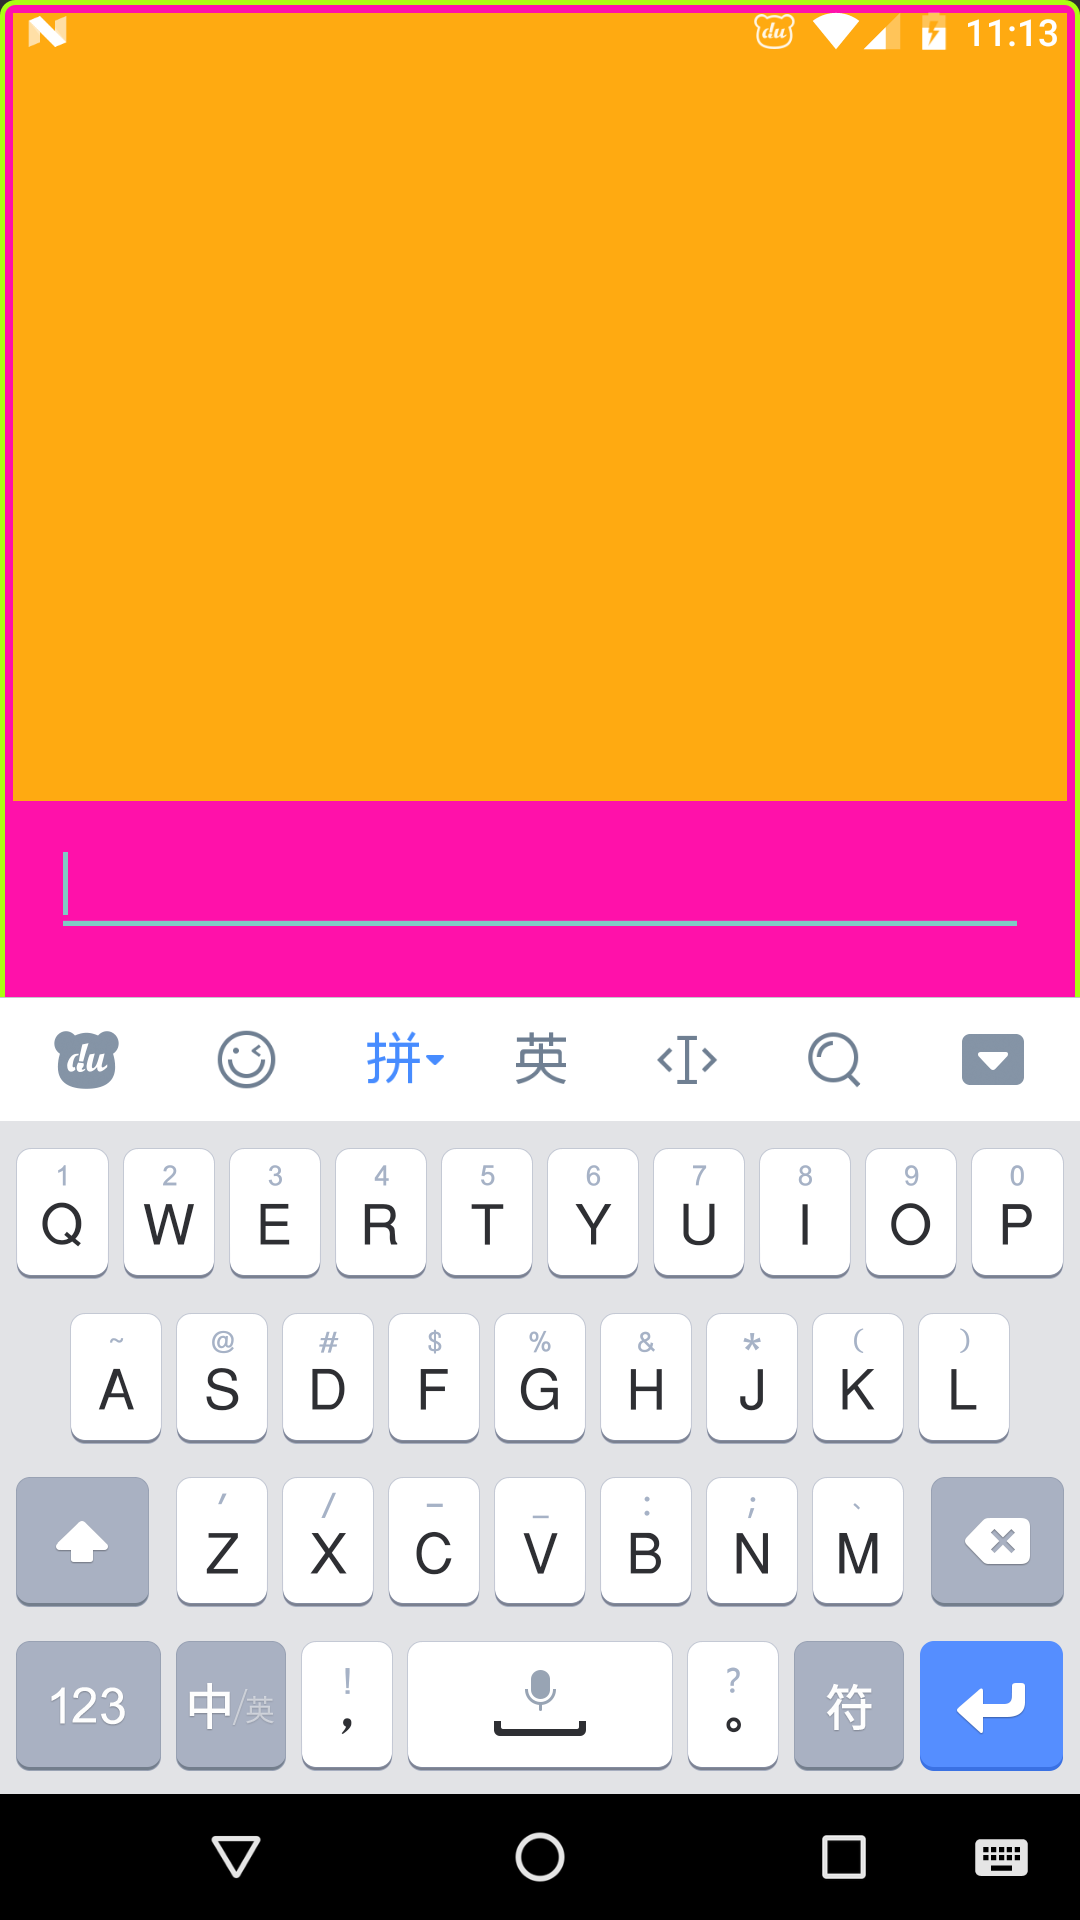 du 11:13
du 拼 英
1 2 3 4 5 6 7 8 9 0
Q W E R T Y U I O P
~ @ # $ % & * ( )
A S D F G H J K L
′ / − _ : ; 、
Z X C V B N M
! ?
123 中/英 , 。 符